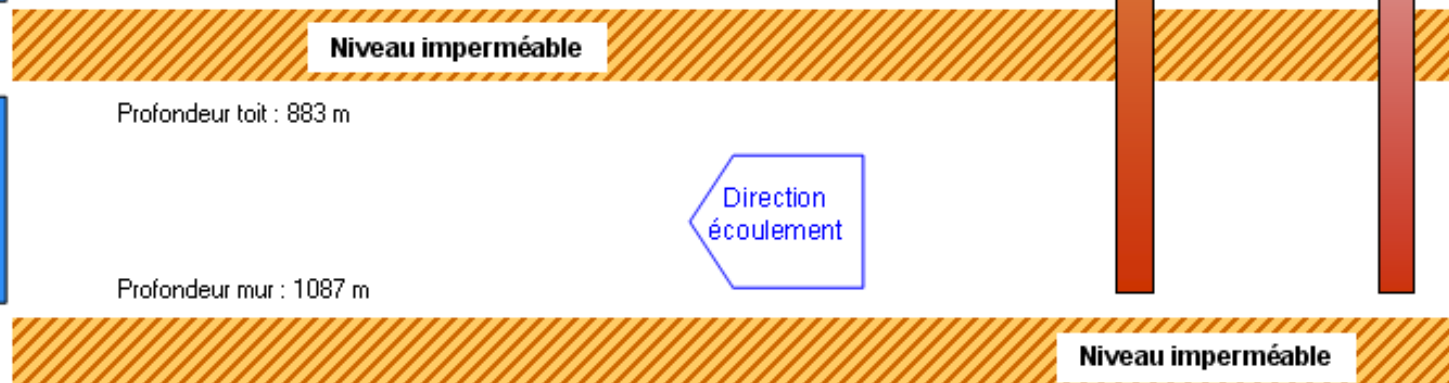 Niveau imperméable
Profondeur toit : 883 m
Direction
écoulement
Profondeur mur : 1087 m
Niveau imperméable